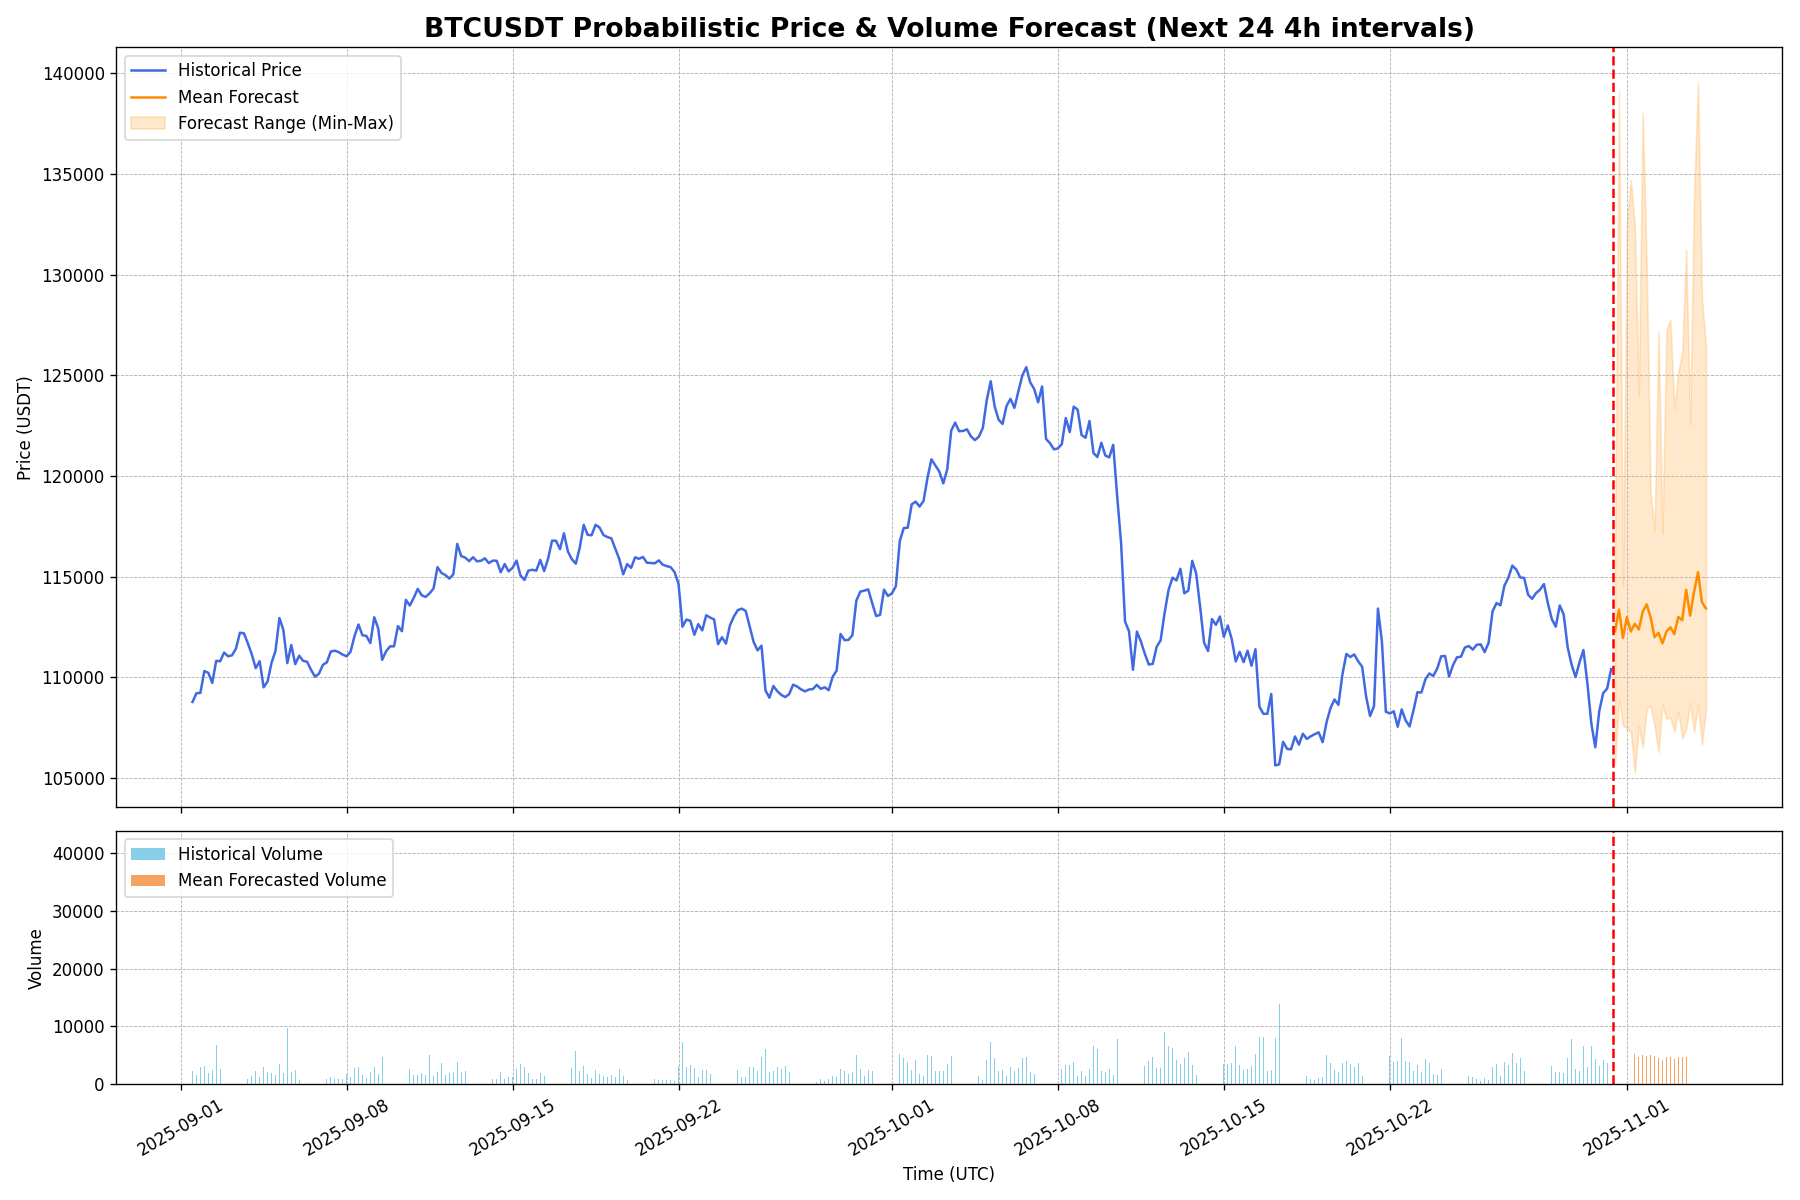 BTCUSDT Probabilistic Price & Volume Forecast (Next 24 4h intervals)
Historical Price
Mean Forecast
Forecast Range (Min-Max)
140000
135000
130000
125000
120000
115000
110000
105000
Price (USDT)
Historical Volume
Mean Forecasted Volume
40000
30000
20000
10000
0
Volume
2025-09-01
2025-09-08
2025-09-15
2025-09-22
2025-10-01
2025-10-08
2025-10-15
2025-10-22
2025-11-01
Time (UTC)